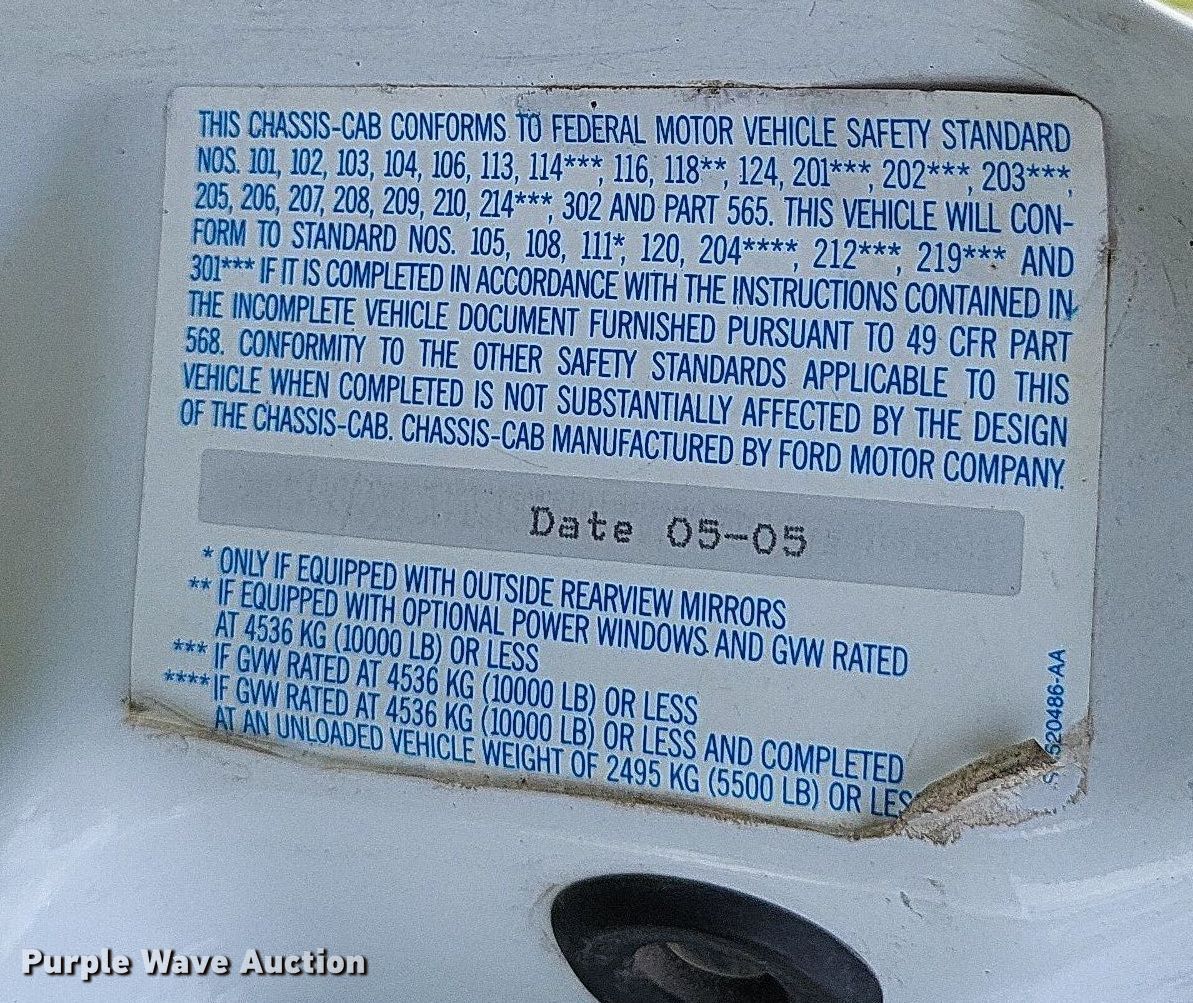 THIS CHASSIS-CAB CONFORMS TO FEDERAL MOTOR VEHICLE SAFETY STANDARD
NOS. 101, 102, 103, 104, 106, 113, 114***, 116, 118**, 124, 201***, 202***, 203***,
205, 206, 207, 208, 209, 210, 214***, 302 AND PART 565. THIS VEHICLE WILL CON-
FORM TO STANDARD NOS. 105, 108, 111*, 120, 204****, 212***, 219*** AND
301*** IF IT IS COMPLETED IN ACCORDANCE WITH THE INSTRUCTIONS CONTAINED IN
THE INCOMPLETE VEHICLE DOCUMENT FURNISHED PURSUANT TO 49 CFR PART
568. CONFORMITY TO THE OTHER SAFETY STANDARDS APPLICABLE TO THIS
VEHICLE WHEN COMPLETED IS NOT SUBSTANTIALLY AFFECTED BY THE DESIGN
OF THE CHASSIS-CAB. CHASSIS-CAB MANUFACTURED BY FORD MOTOR COMPANY.
Date 05-05
* ONLY IF EQUIPPED WITH OUTSIDE REARVIEW MIRRORS
** IF EQUIPPED WITH OPTIONAL POWER WINDOWS AND GVW RATED
AT 4536 KG (10000 LB) OR LESS
*** IF GVW RATED AT 4536 KG (10000 LB) OR LESS
**** IF GVW RATED AT 4536 KG (10000 LB) OR LESS AND COMPLETED
AT AN UNLOADED VEHICLE WEIGHT OF 2495 KG (5500 LB) OR LES
520486-AA
Purple Wave Auction